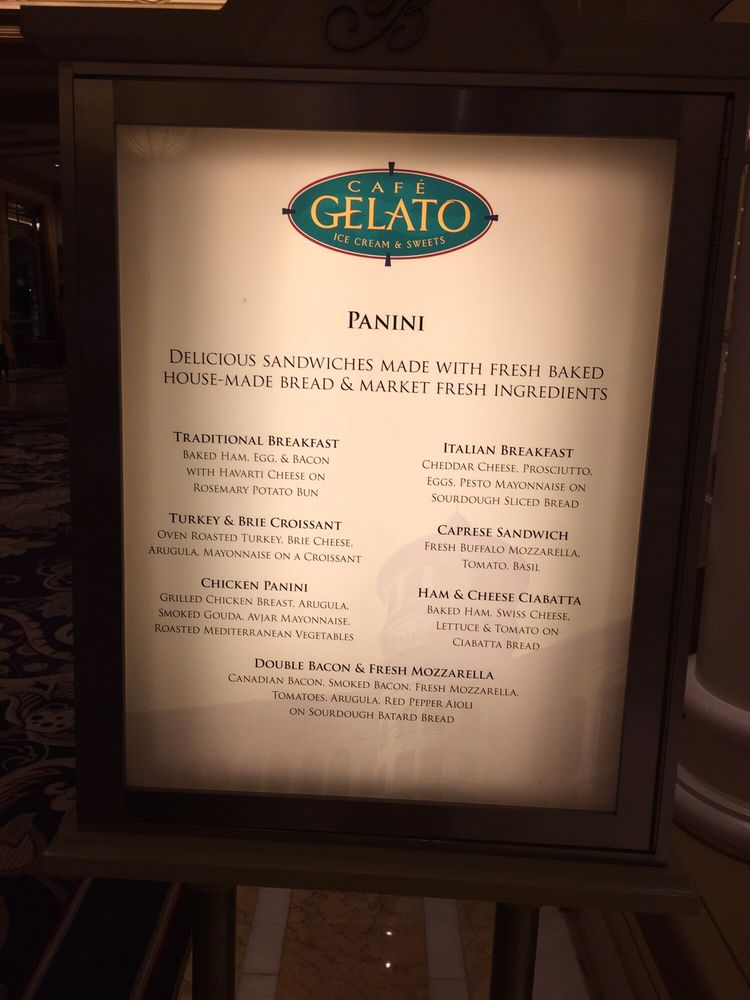 B
CAFÉ
GELATO
ICE CREAM & SWEETS
PANINI
DELICIOUS SANDWICHES MADE WITH FRESH BAKED
HOUSE-MADE BREAD & MARKET FRESH INGREDIENTS
TRADITIONAL BREAKFAST
BAKED HAM, EGG, & BACON
WITH HAVARTI CHEESE ON
ROSEMARY POTATO BUN
TURKEY & BRIE CROISSANT
OVEN ROASTED TURKEY, BRIE CHEESE,
ARUGULA, MAYONNAISE ON A CROISSANT
CHICKEN PANINI
GRILLED CHICKEN BREAST, ARUGULA,
SMOKED GOUDA, AVJAR MAYONNAISE,
ROASTED MEDITERRANEAN VEGETABLES
ITALIAN BREAKFAST
CHEDDAR CHEESE, PROSCIUTTO,
EGGS, PESTO MAYONNAISE ON
SOURDOUGH SLICED BREAD
CAPRESE SANDWICH
FRESH BUFFALO MOZZARELLA,
TOMATO, BASIL
HAM & CHEESE CIABATTA
BAKED HAM, SWISS CHEESE,
LETTUCE & TOMATO ON
CIABATTA BREAD
DOUBLE BACON & FRESH MOZZARELLA
CANADIAN BACON, SMOKED BACON, FRESH MOZZARELLA,
TOMATOES, ARUGULA, RED PEPPER AIOLI
ON SOURDOUGH BATARD BREAD